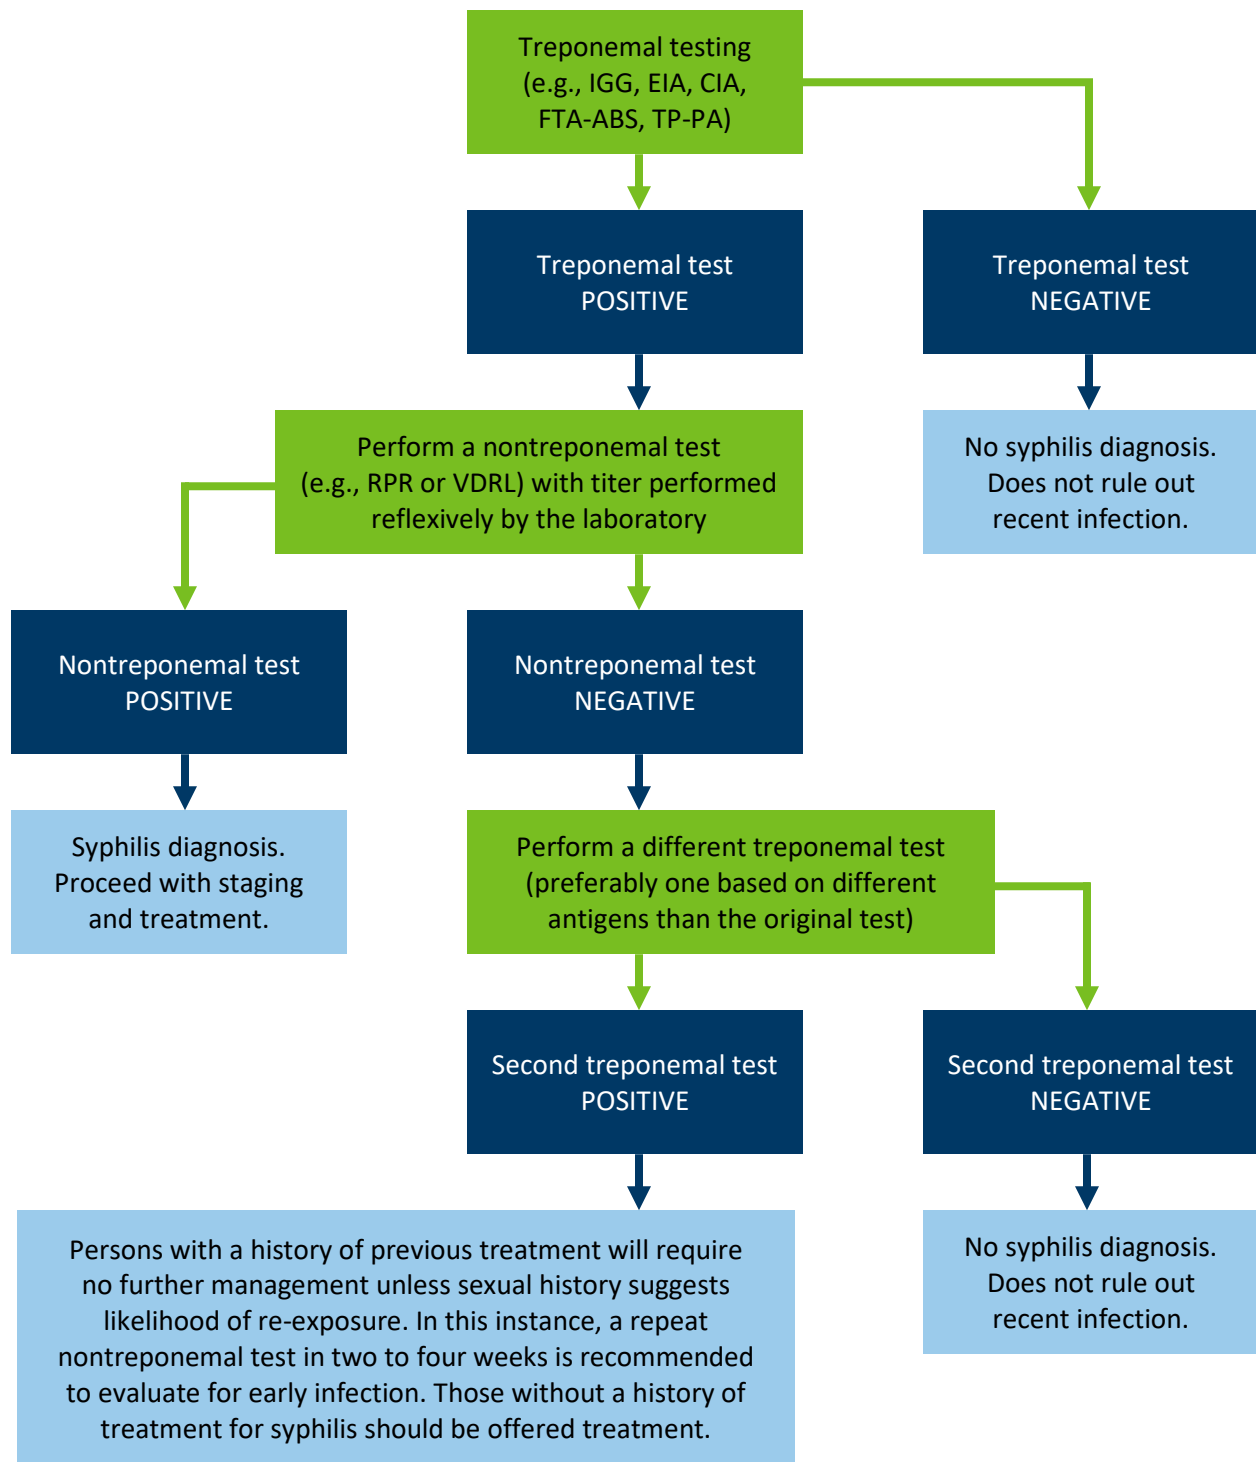 Treponemal testing
(e.g., IGG, EIA, CIA,
FTA-ABS, TP-PA)
Treponemal test
POSITIVE
Treponemal test
NEGATIVE
Perform a nontreponemal test
(e.g., RPR or VDRL) with titer performed
reflexively by the laboratory
No syphilis diagnosis.
Does not rule out
recent infection.
Nontreponemal test
POSITIVE
Nontreponemal test
NEGATIVE
Syphilis diagnosis.
Proceed with staging
and treatment.
Perform a different treponemal test
(preferably one based on different
antigens than the original test)
Second treponemal test
POSITIVE
Second treponemal test
NEGATIVE
Persons with a history of previous treatment will require
no further management unless sexual history suggests
likelihood of re-exposure. In this instance, a repeat
nontreponemal test in two to four weeks is recommended
to evaluate for early infection. Those without a history of
treatment for syphilis should be offered treatment.
No syphilis diagnosis.
Does not rule out
recent infection.